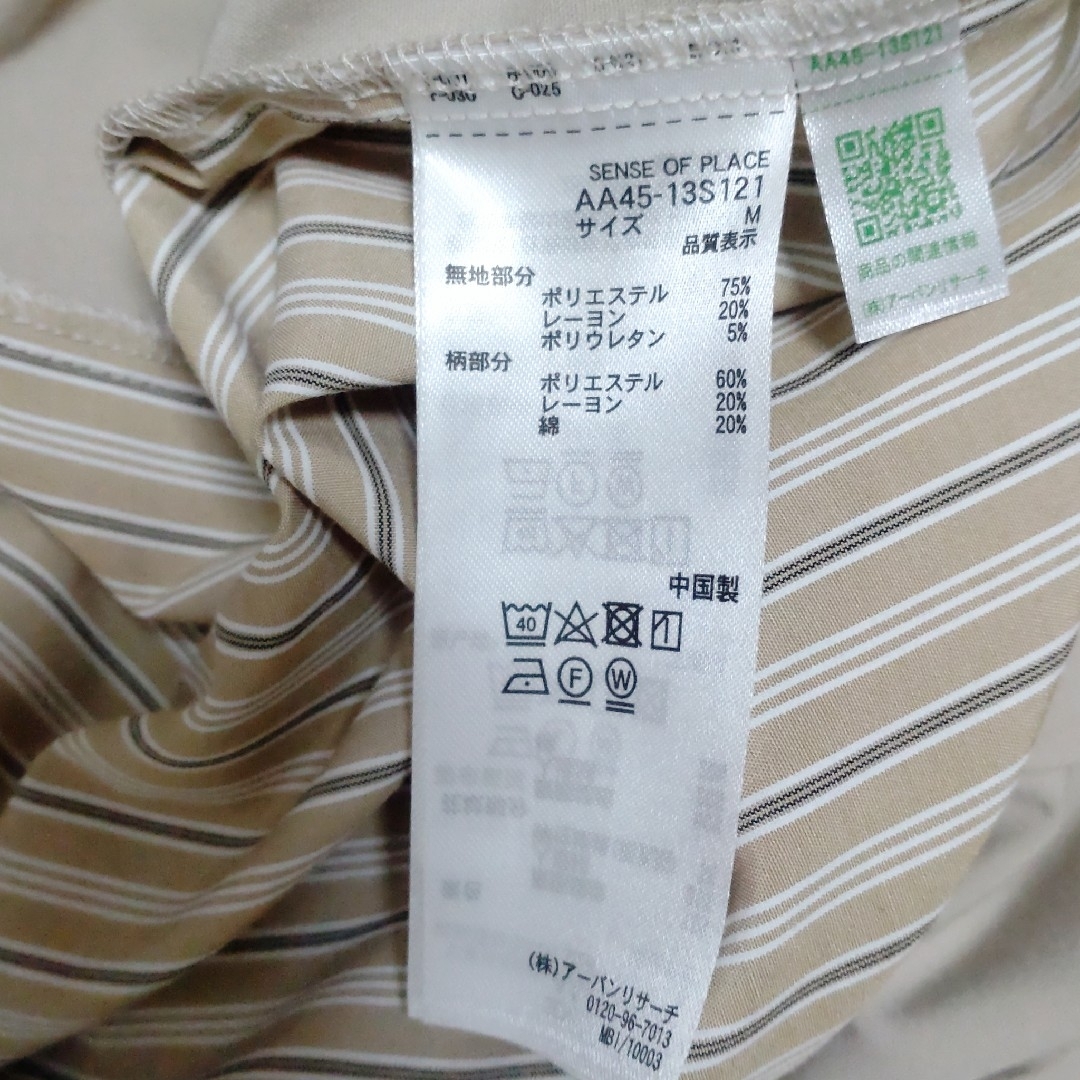 F-030 G-025
SENSE OF PLACE
AA45-13S121
サイズ M
品質表示
無地部分
ポリエステル 75%
レーヨン 20%
ポリウレタン 5%
柄部分
ポリエステル 60%
レーヨン 20%
綿 20%
中国製
40
F W
(株)アーバンリサーチ
0120-96-7013
MBI/10003
AA45-13S121
商品の関連情報
(株)アーバンリサーチ